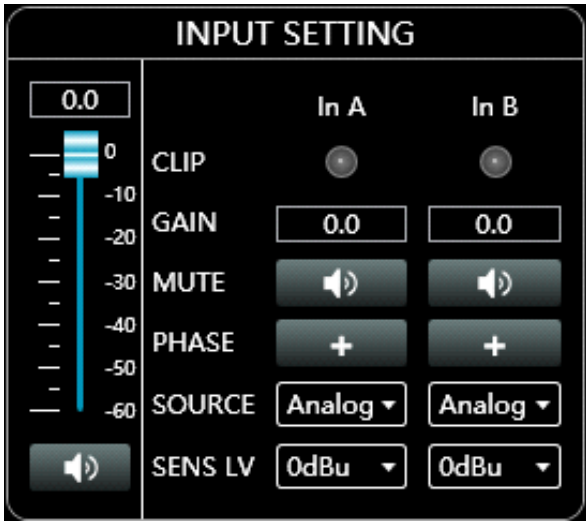 INPUT SETTING
0.0
In A In B
0
CLIP
-10
GAIN 0.0 0.0
-20
-30 MUTE
-40
PHASE + +
-50
-60 SOURCE Analog Analog
SENS LV 0dBu 0dBu